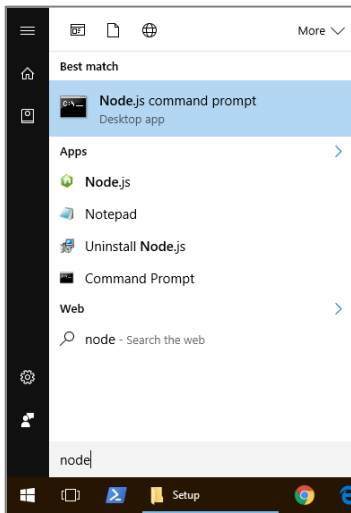 More
Best match
Node.js command prompt
Desktop app
Apps
Node.js
Notepad
Uninstall Node.js
Command Prompt
Web
node - Search the web
node
Setup